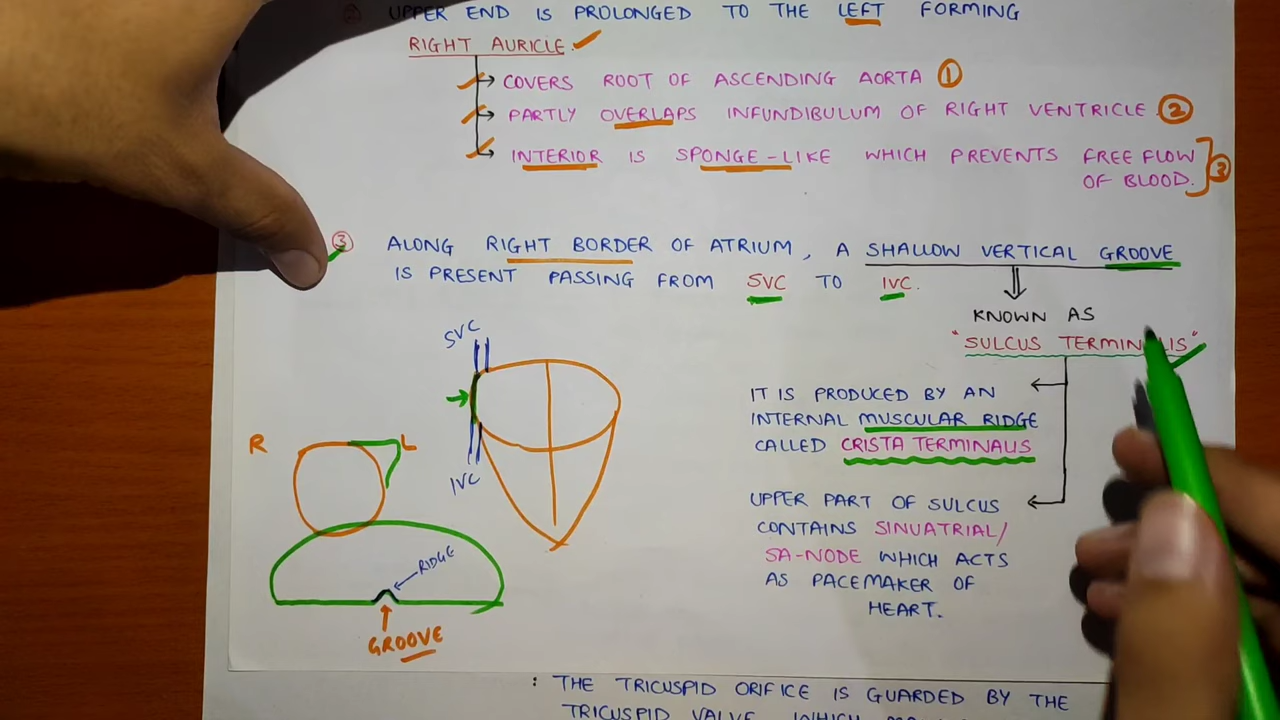 ② UPPER END IS PROLONGED TO THE LEFT FORMING
RIGHT AURICLE.
COVERS ROOT OF ASCENDING AORTA ①
PARTLY OVERLAPS INFUNDIBULUM OF RIGHT VENTRICLE. ②
INTERIOR IS SPONGE-LIKE WHICH PREVENTS FREE FLOW
OF BLOOD. ③
③ ALONG RIGHT BORDER OF ATRIUM, A SHALLOW VERTICAL GROOVE
IS PRESENT PASSING FROM SVC TO IVC.
KNOWN AS
"SULCUS TERMINALIS"
IT IS PRODUCED BY AN
INTERNAL MUSCULAR RIDGE
CALLED CRISTA TERMINALIS
UPPER PART OF SULCUS
CONTAINS SINUATRIAL/
SA-NODE WHICH ACTS
AS PACEMAKER OF
HEART.
SVC
IVC
R
L
RIDGE
GROOVE
: THE TRICUSPID ORIFICE IS GUARDED BY THE
TRICUSPID VALVE WHICH